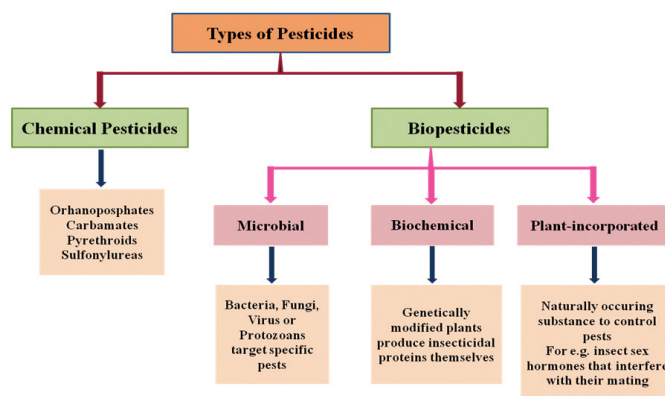 Types of Pesticides
Chemical Pesticides
Biopesticides
Orhanoposphates
Carbamates
Pyrethroids
Sulfonylureas
Microbial
Biochemical
Plant-incorporated
Bacteria, Fungi,
Virus or
Protozoans
target specific
pests
Genetically
modified plants
produce insecticidal
proteins themselves
Naturally occuring
substance to control
pests
For e.g. insect sex
hormones that interfere
with their mating